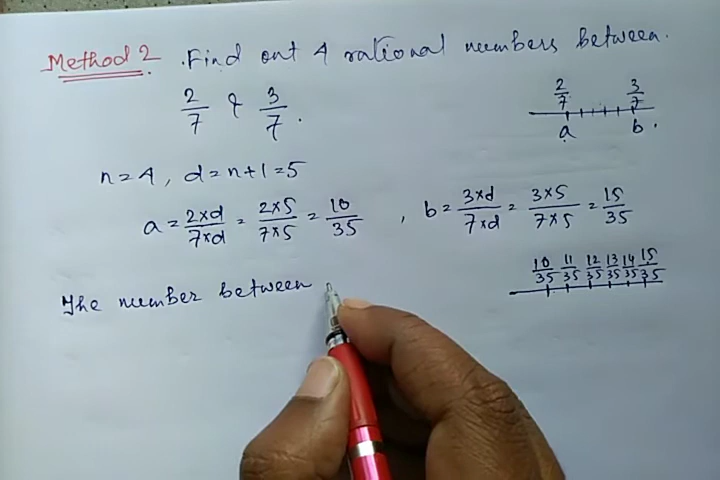 Method 2. Find out 4 rational numbers between.
2/7 & 3/7.
2/7 3/7
a b.
n=4, d=n+1=5
a = 2×d/7×d = 2×5/7×5 = 10/35, b = 3×d/7×d = 3×5/7×5 = 15/35
10/35 11/35 12/35 13/35 14/35 15/35
The number between